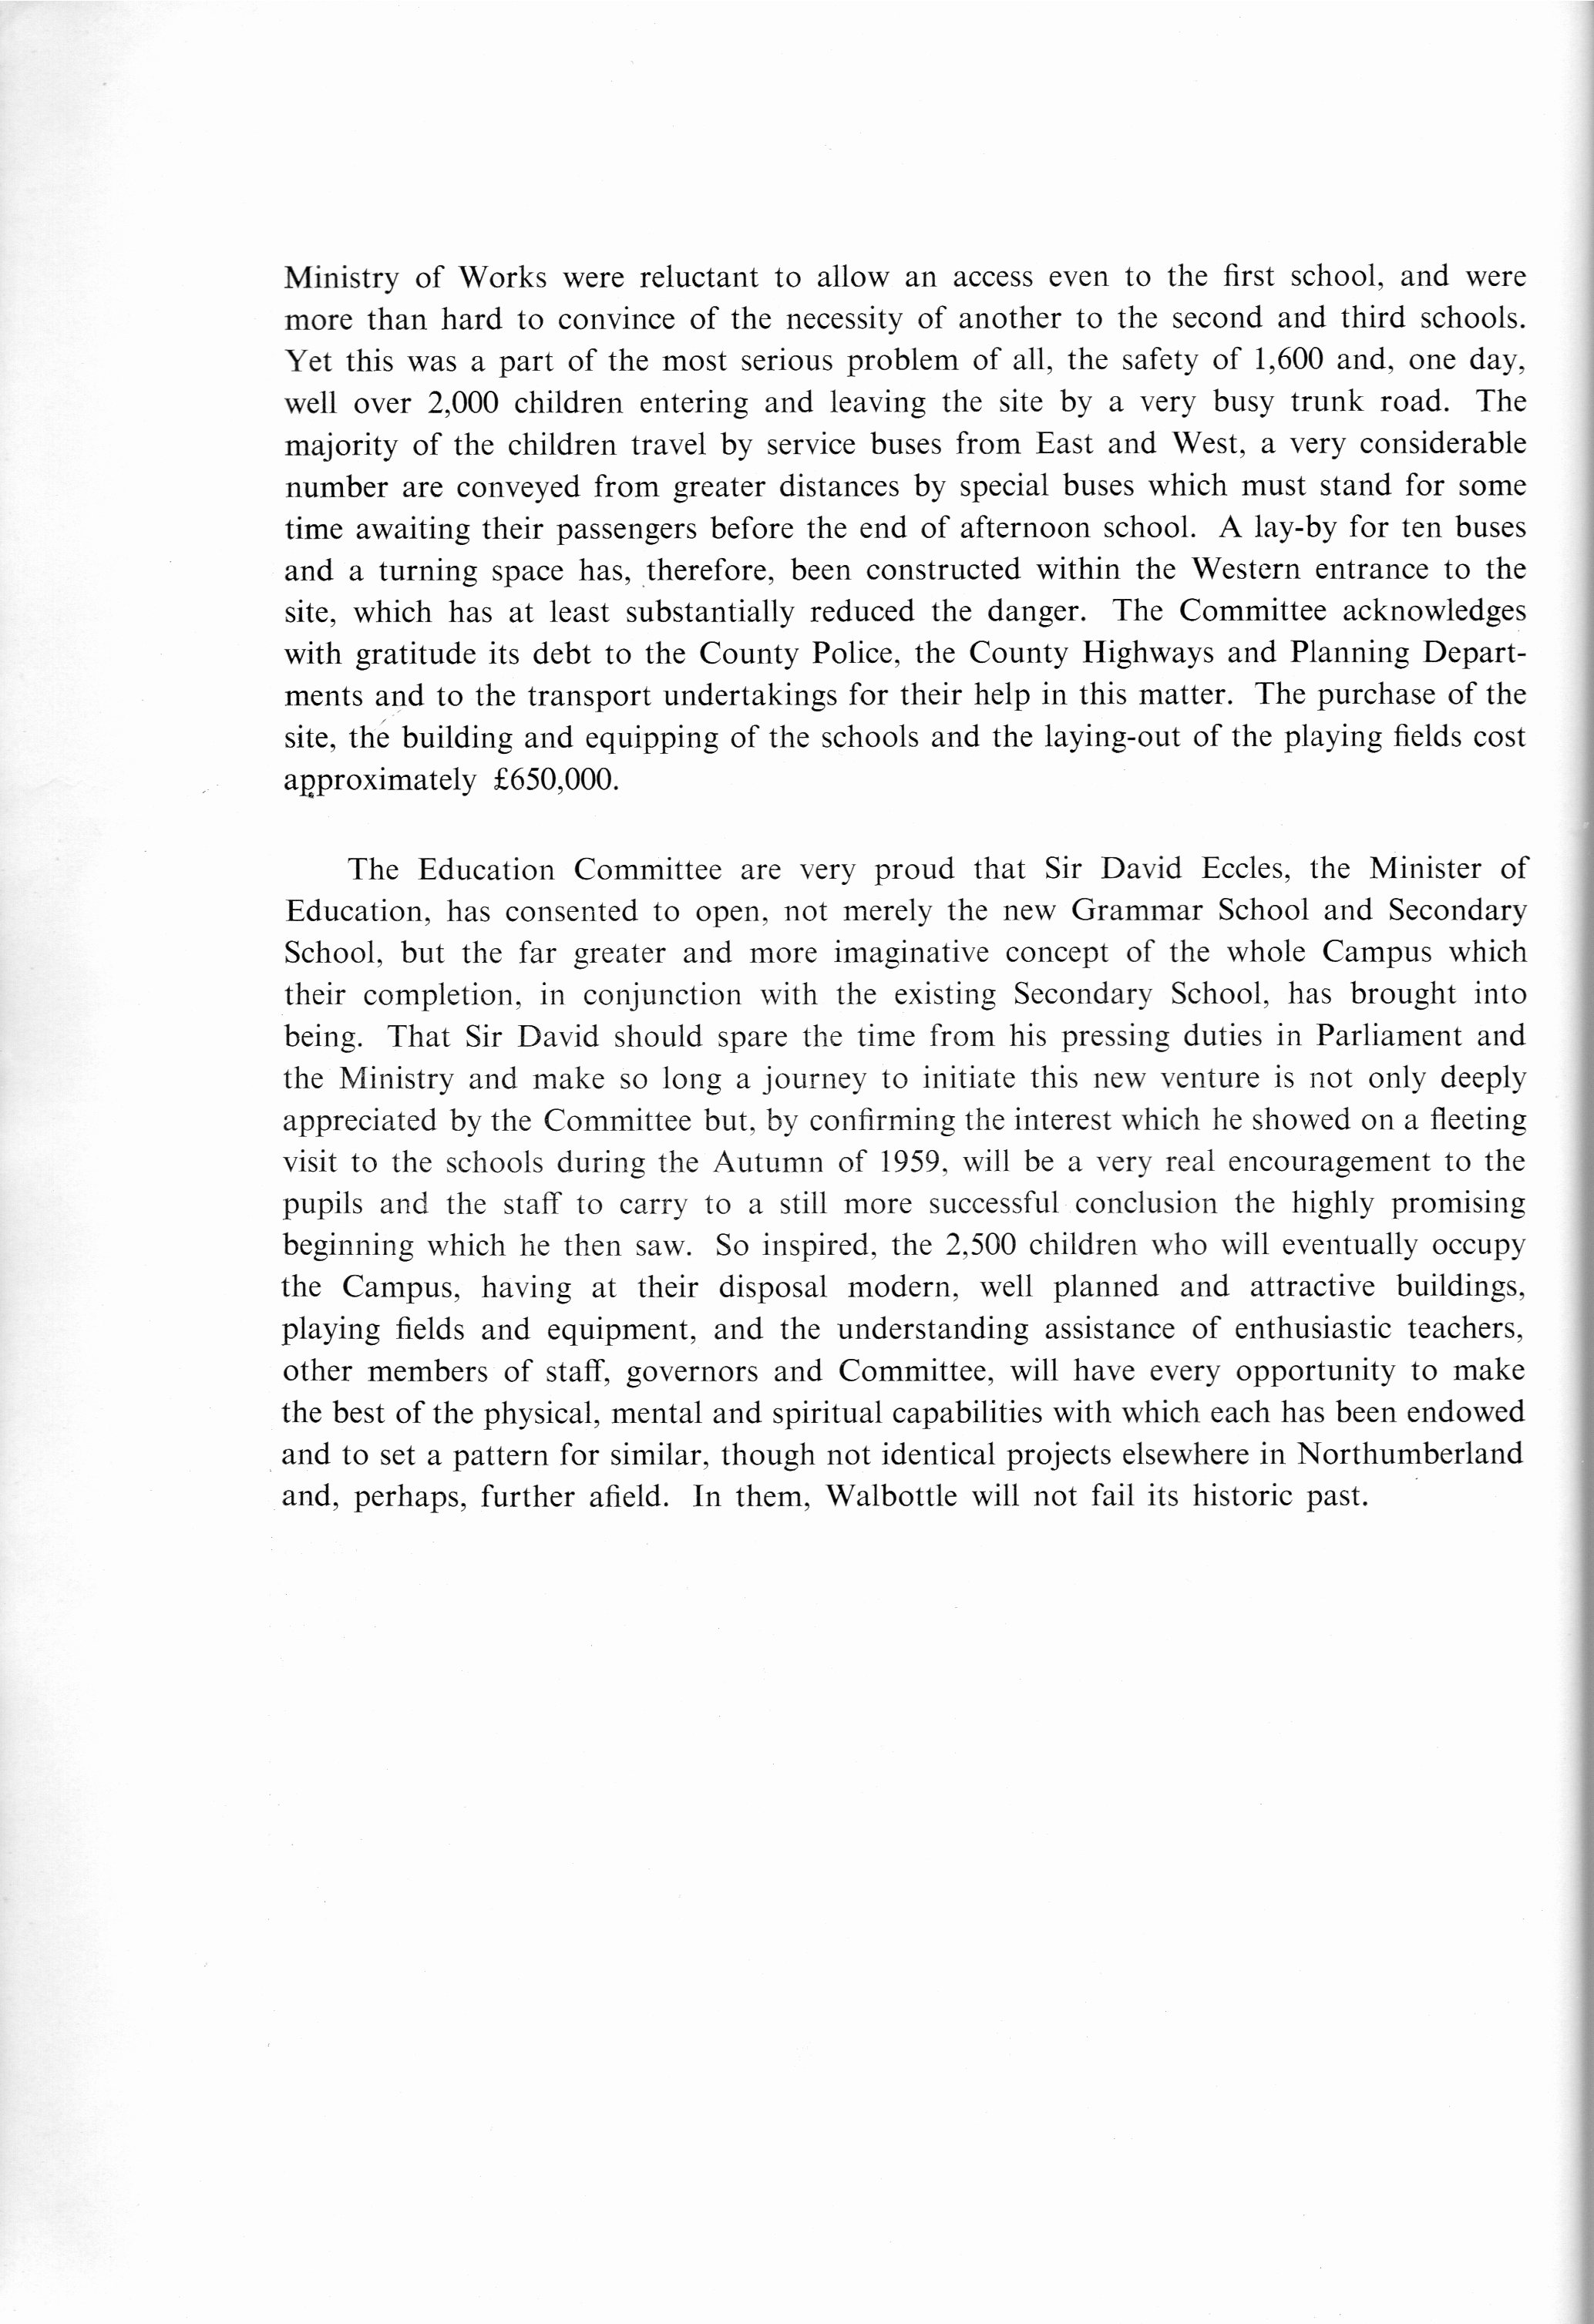 Ministry of Works were reluctant to allow an access even to the first school, and were
more than hard to convince of the necessity of another to the second and third schools.
Yet this was a part of the most serious problem of all, the safety of 1,600 and, one day,
well over 2,000 children entering and leaving the site by a very busy trunk road. The
majority of the children travel by service buses from East and West, a very considerable
number are conveyed from greater distances by special buses which must stand for some
time awaiting their passengers before the end of afternoon school. A lay-by for ten buses
and a turning space has, therefore, been constructed within the Western entrance to the
site, which has at least substantially reduced the danger. The Committee acknowledges
with gratitude its debt to the County Police, the County Highways and Planning Depart-
ments and to the transport undertakings for their help in this matter. The purchase of the
site, the building and equipping of the schools and the laying-out of the playing fields cost
approximately £650,000.
The Education Committee are very proud that Sir David Eccles, the Minister of
Education, has consented to open, not merely the new Grammar School and Secondary
School, but the far greater and more imaginative concept of the whole Campus which
their completion, in conjunction with the existing Secondary School, has brought into
being. That Sir David should spare the time from his pressing duties in Parliament and
the Ministry and make so long a journey to initiate this new venture is not only deeply
appreciated by the Committee but, by confirming the interest which he showed on a fleeting
visit to the schools during the Autumn of 1959, will be a very real encouragement to the
pupils and the staff to carry to a still more successful conclusion the highly promising
beginning which he then saw. So inspired, the 2,500 children who will eventually occupy
the Campus, having at their disposal modern, well planned and attractive buildings,
playing fields and equipment, and the understanding assistance of enthusiastic teachers,
other members of staff, governors and Committee, will have every opportunity to make
the best of the physical, mental and spiritual capabilities with which each has been endowed
and to set a pattern for similar, though not identical projects elsewhere in Northumberland
and, perhaps, further afield. In them, Walbottle will not fail its historic past.